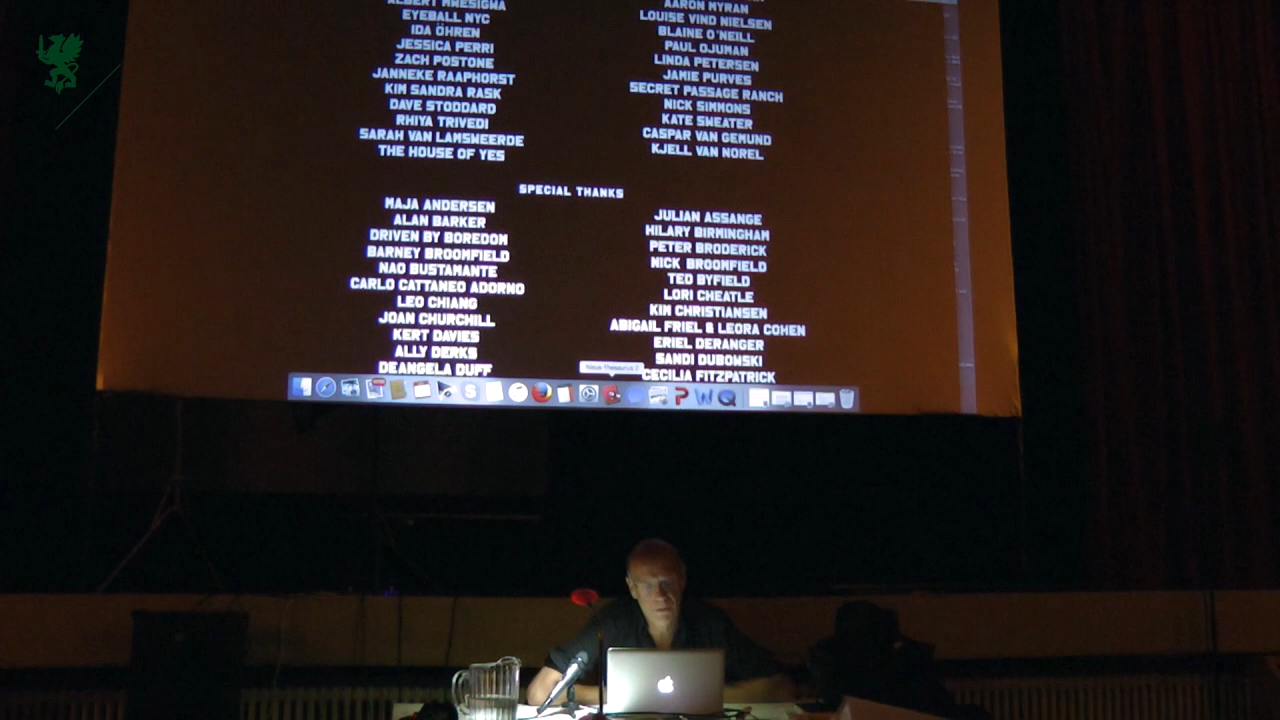 ALBERT MWESIGWA
EYEBALL NYC
IDA ÖHREN
JESSICA PERRI
ZACH POSTONE
JANNEKE RAAPHORST
KIM SANDRA RASK
DAVE STODDARD
RHIYA TRIVEDI
SARAH VAN LAMSWEERDE
THE HOUSE OF YES
AARON MYRAN
LOUISE VIND NIELSEN
BLAINE O'NEILL
PAUL OJUMAN
LINDA PETERSEN
JAMIE PURVES
SECRET PASSAGE RANCH
NICK SIMMONS
KATE SWEATER
CASPAR VAN GEMUND
KJELL VAN NOREL
SPECIAL THANKS
MAJA ANDERSEN
ALAN BARKER
DRIVEN BY BOREDOM
BARNEY BROOMFIELD
NAO BUSTAMANTE
CARLO CATTANEO ADORNO
LEO CHIANG
JOAN CHURCHILL
KERT DAVIES
ALLY DERKS
DEANGELA DUFF
JULIAN ASSANGE
HILARY BIRMINGHAM
PETER BRODERICK
NICK BROOMFIELD
TED BYFIELD
LORI CHEATLE
KIM CHRISTIANSEN
ABIGAIL FRIEL & LEORA COHEN
ERIEL DERANGER
SANDI DUBOWSKI
CECILIA FITZPATRICK